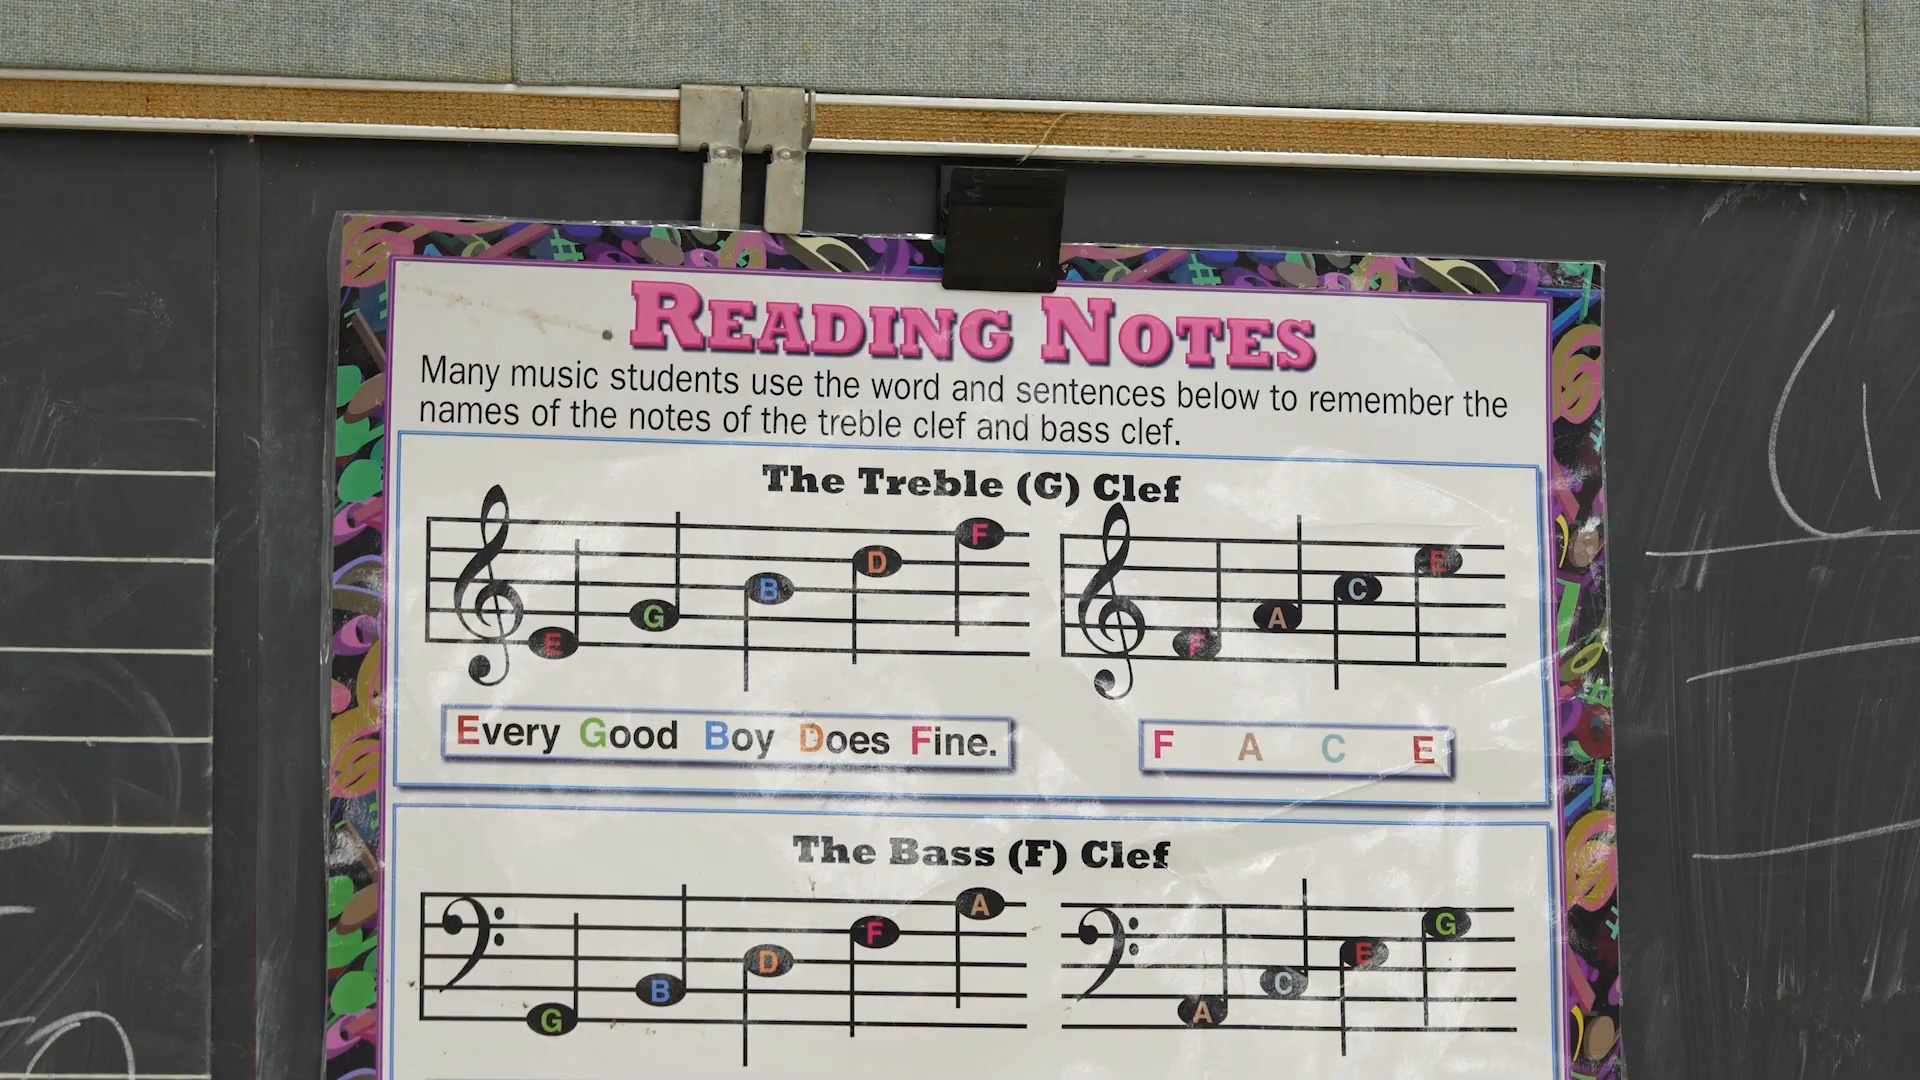 READING NOTES
Many music students use the word and sentences below to remember the
names of the notes of the treble clef and bass clef.
The Treble (G) Clef
E G B D F
F A C E
Every Good Boy Does Fine.
F A C E
The Bass (F) Clef
G B D F A
A C E G